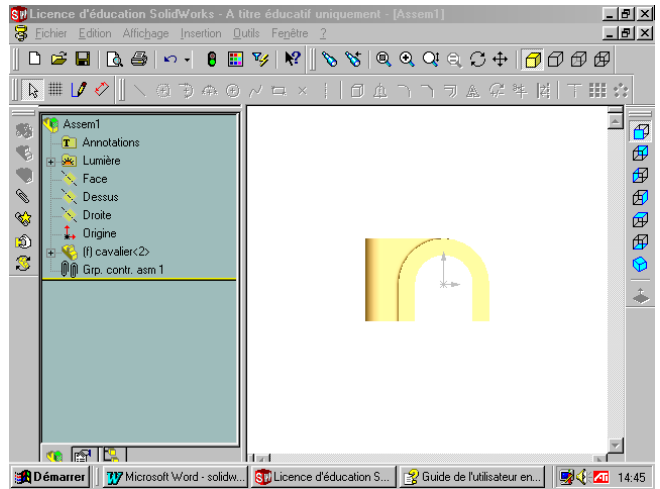 Licence d'éducation SolidWorks - A titre éducatif uniquement - [Assem1]
Fichier Edition Affichage Insertion Outils Fenêtre ?
Assem1
Annotations
Lumière
Face
Dessus
Droite
Origine
(f) cavalier<2>
Grp. contr. asm 1
Démarrer Microsoft Word - solidw... Licence d'éducation S... Guide de l'utilisateur en... ATI 14:45